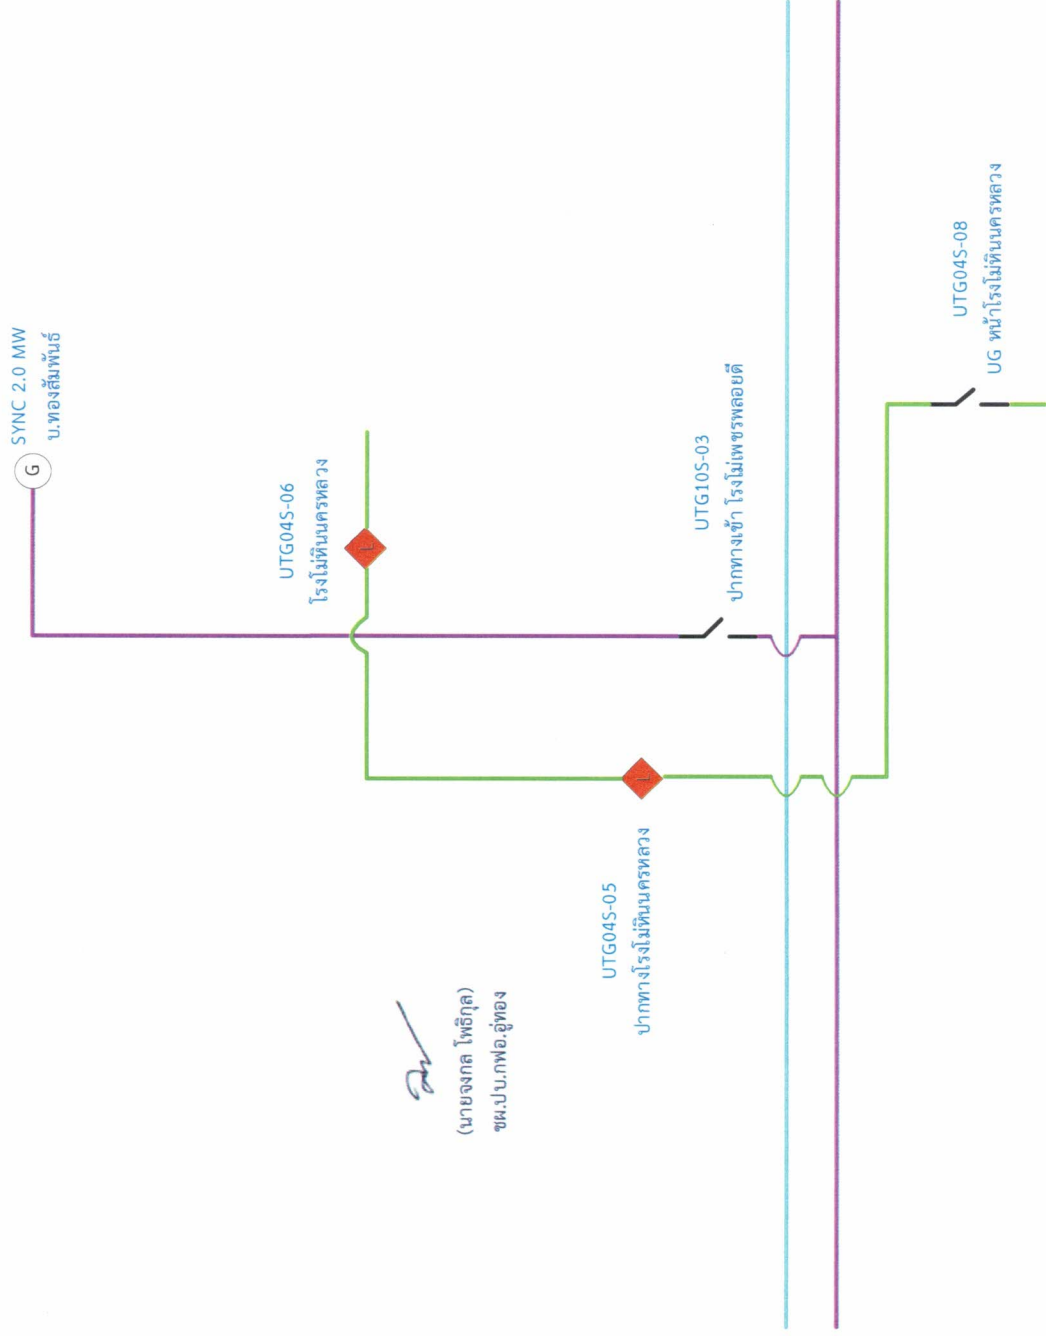 SYNC 2.0 MW
บ.ทองสัมพันธ์
G
UTG04S-06
โรงโม่หินนครหลวง
L
UTG10S-03
ปากทางเข้า โรงโม่เพชรพลอยดี
UTG04S-08
UG หน้าโรงโม่หินนครหลวง
UTG04S-05
ปากทางโรงโม่หินนครหลวง
L
(นายจงกล โพธิกุล)
ชผ.ปบ.กฟอ.อู่ทอง